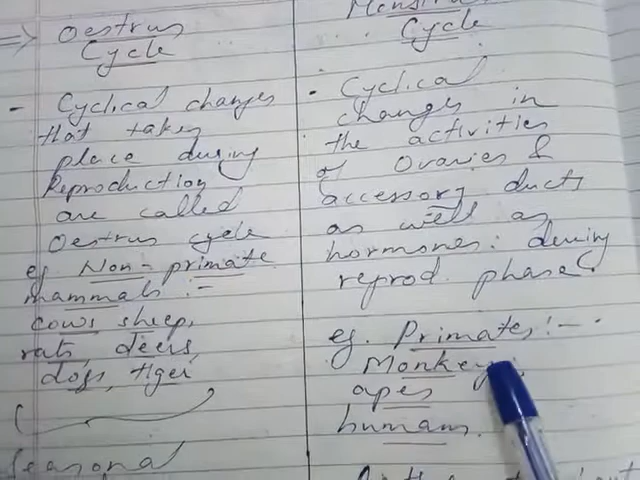 ⇒ Oestrus
Cycle
- Cyclical changes
that takes
place during
Reproduction
are called
Oestrus cycle
eg Non-primate
mammals :-
cows sheep,
rats, deers,
dogs, tiger
Seasonal
Menstrual
Cycle
- Cyclical
changes in
the activities
of Ovaries &
accessory ducts
as well as
hormones: during
reprod. phase.
eg. Primates :-
Monkeys,
apes
humans.